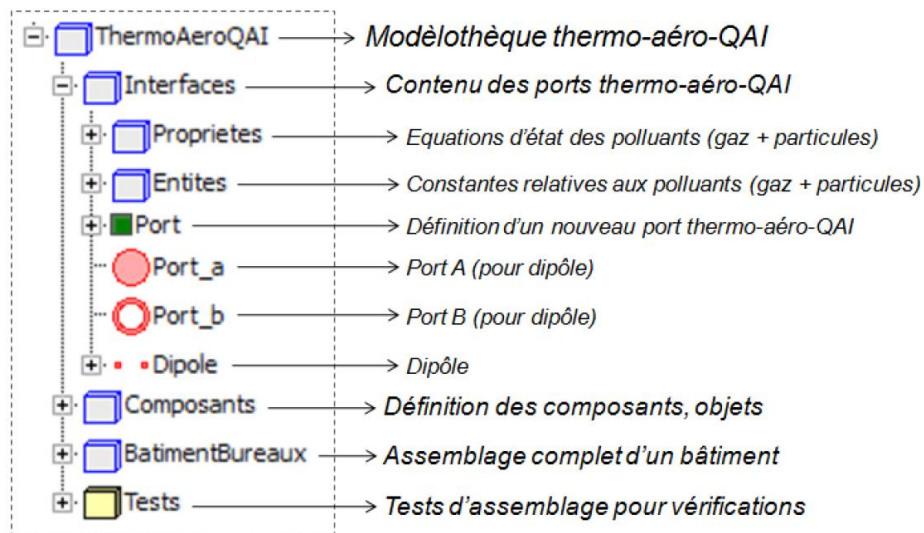 ThermoAeroQAI Modèlothèque thermo-aéro-QAI
Interfaces Contenu des ports thermo-aéro-QAI
Proprietes Equations d'état des polluants (gaz + particules)
Entites Constantes relatives aux polluants (gaz + particules)
Port Définition d'un nouveau port thermo-aéro-QAI
Port_a Port A (pour dipôle)
Port_b Port B (pour dipôle)
Dipole Dipôle
Composants Définition des composants, objets
BatimentBureaux Assemblage complet d'un bâtiment
Tests Tests d'assemblage pour vérifications